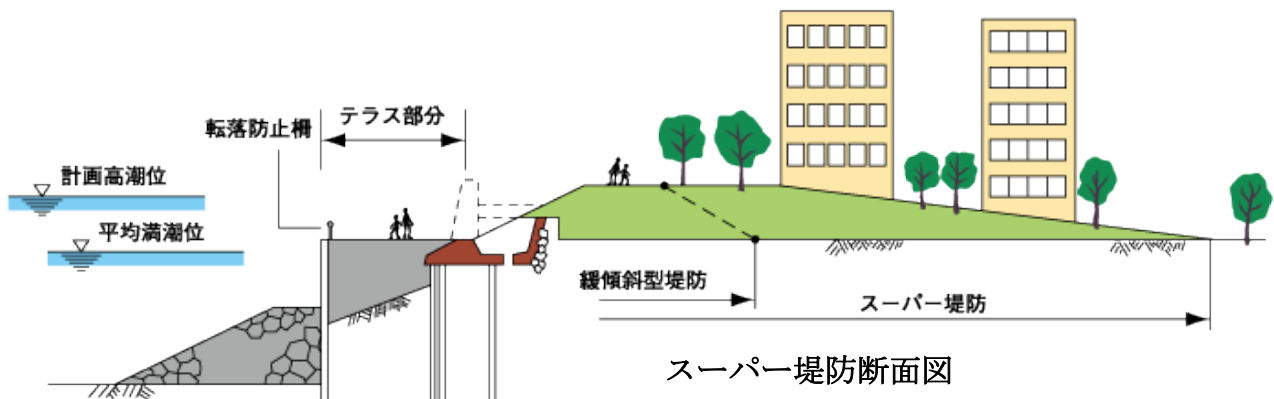 テラス部分
転落防止柵
計画高潮位
平均満潮位
緩傾斜型堤防
スーパー堤防
スーパー堤防断面図